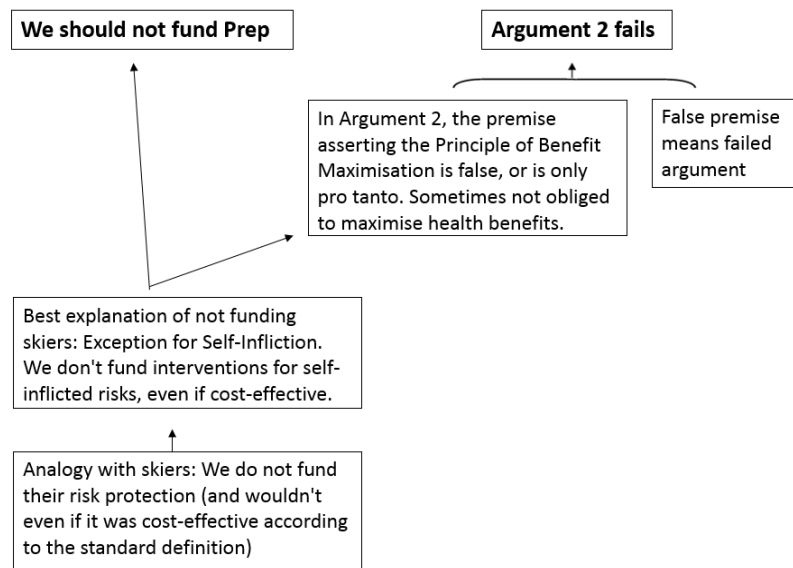 We should not fund Prep
Argument 2 fails
In Argument 2, the premise
asserting the Principle of Benefit
Maximisation is false, or is only
pro tanto. Sometimes not obliged
to maximise health benefits.
False premise
means failed
argument
Best explanation of not funding
skiers: Exception for Self-Infliction.
We don't fund interventions for self-
inflicted risks, even if cost-effective.
Analogy with skiers: We do not fund
their risk protection (and wouldn't
even if it was cost-effective according
to the standard definition)